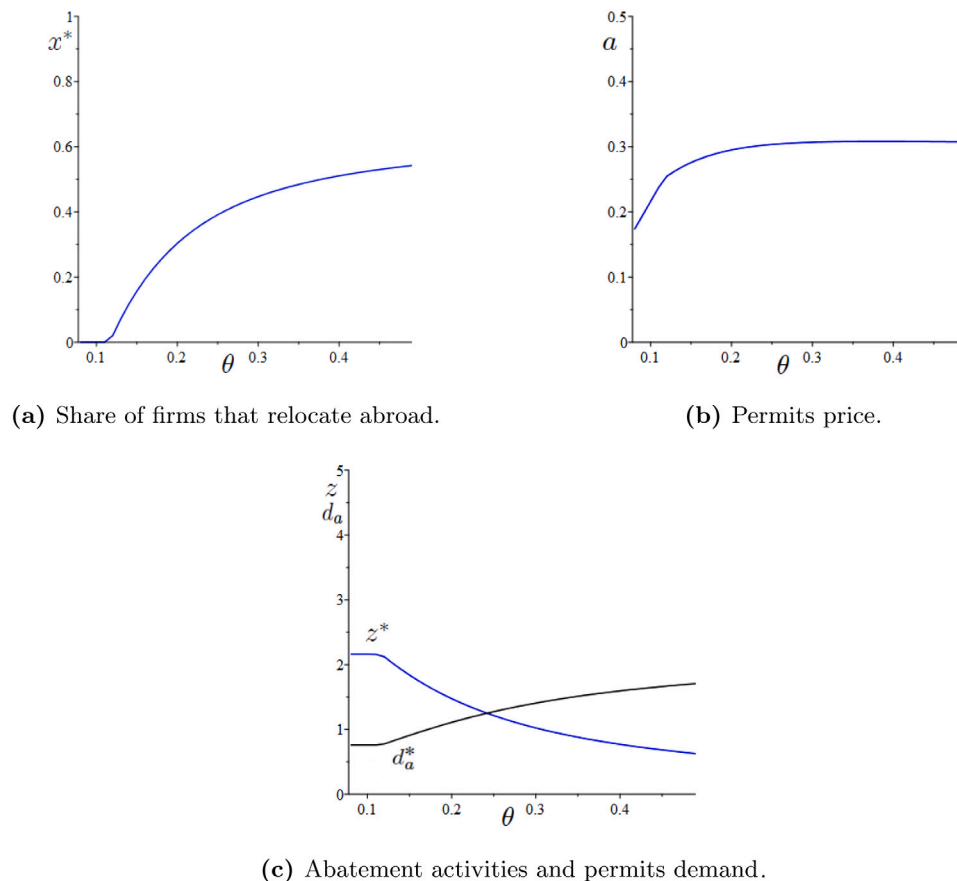 1
x*
0.8
0.6
0.4
0.2
0
0.1
0.2
0.3
0.4
θ
(a) Share of firms that relocate abroad.
0.5
a
0.4
0.3
0.2
0.1
0
0.1
0.2
0.3
0.4
θ
(b) Permits price.
5
z
d_a
4
3
z*
2
1
d_a*
0
0.1
0.2
0.3
0.4
θ
(c) Abatement activities and permits demand.